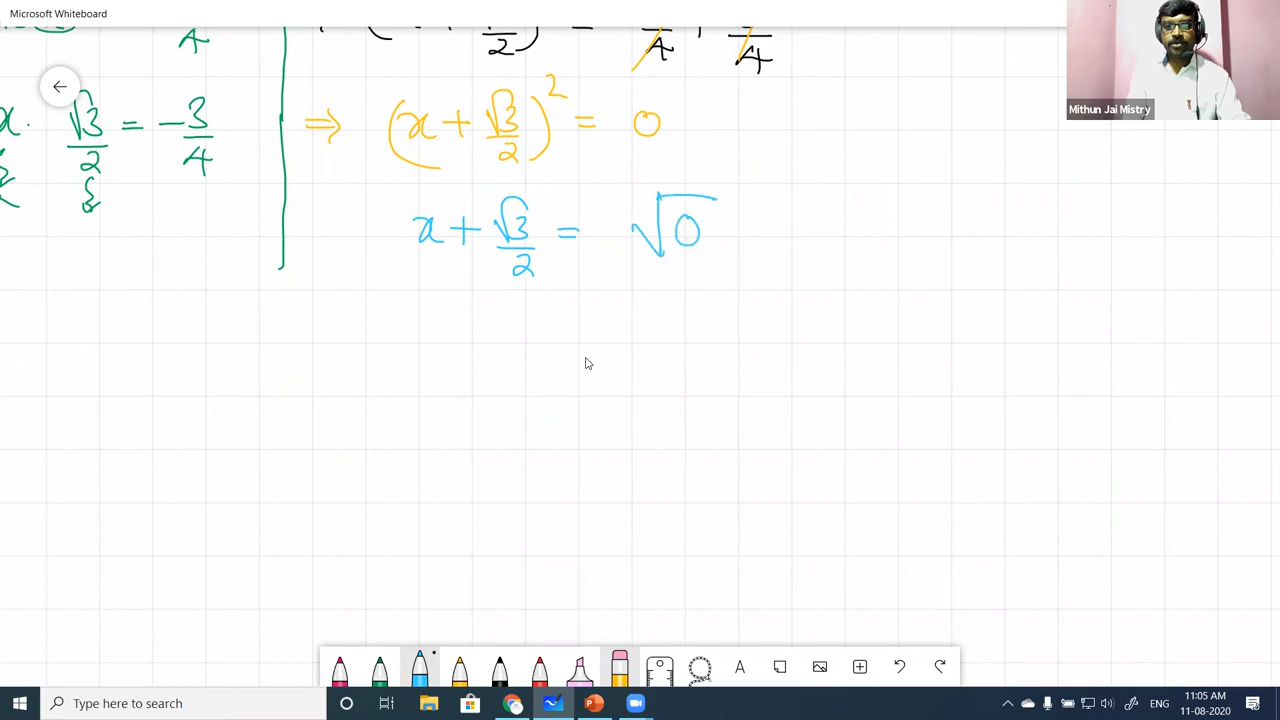 Microsoft Whiteboard
Mithun Jai Mistry
x · √3/2 = -3/4
⇒ (x + √3/2)² = 0
x + √3/2 = √0
A
Type here to search
ENG
11:05 AM
11-08-2020